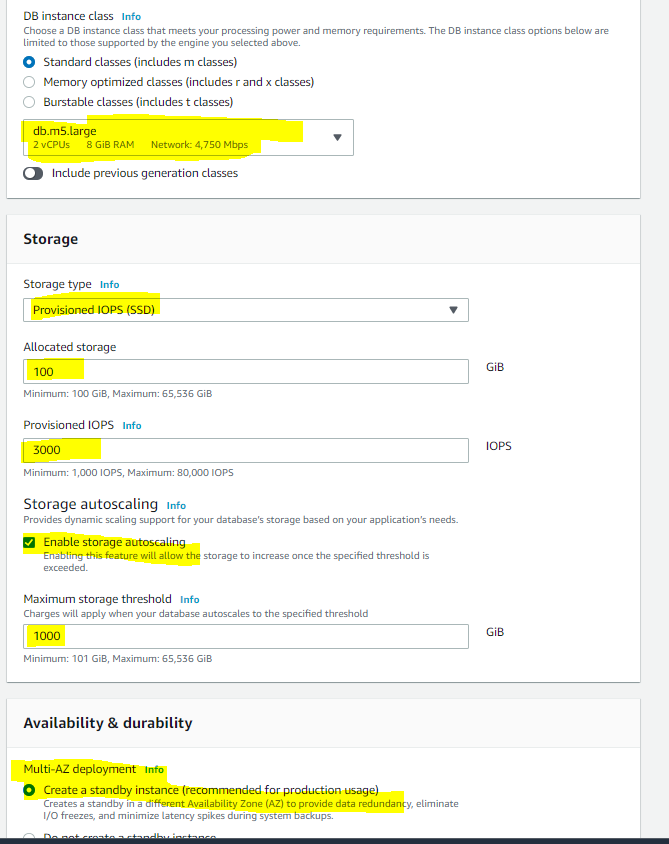 DB instance class Info
Choose a DB instance class that meets your processing power and memory requirements. The DB instance class options below are
limited to those supported by the engine you selected above.
Standard classes (includes m classes)
Memory optimized classes (includes r and x classes)
Burstable classes (includes t classes)
db.m5.large
2 vCPUs 8 GiB RAM Network: 4,750 Mbps
Include previous generation classes
Storage
Storage type Info
Provisioned IOPS (SSD)
Allocated storage
100 GiB
Minimum: 100 GiB, Maximum: 65,536 GiB
Provisioned IOPS Info
3000 IOPS
Minimum: 1,000 IOPS, Maximum: 80,000 IOPS
Storage autoscaling Info
Provides dynamic scaling support for your database's storage based on your application's needs.
Enable storage autoscaling
Enabling this feature will allow the storage to increase once the specified threshold is
exceeded.
Maximum storage threshold Info
Charges will apply when your database autoscales to the specified threshold
1000 GiB
Minimum: 101 GiB, Maximum: 65,536 GiB
Availability & durability
Multi-AZ deployment Info
Create a standby instance (recommended for production usage)
Creates a standby in a different Availability Zone (AZ) to provide data redundancy, eliminate
I/O freezes, and minimize latency spikes during system backups.
Do not create a standby instance